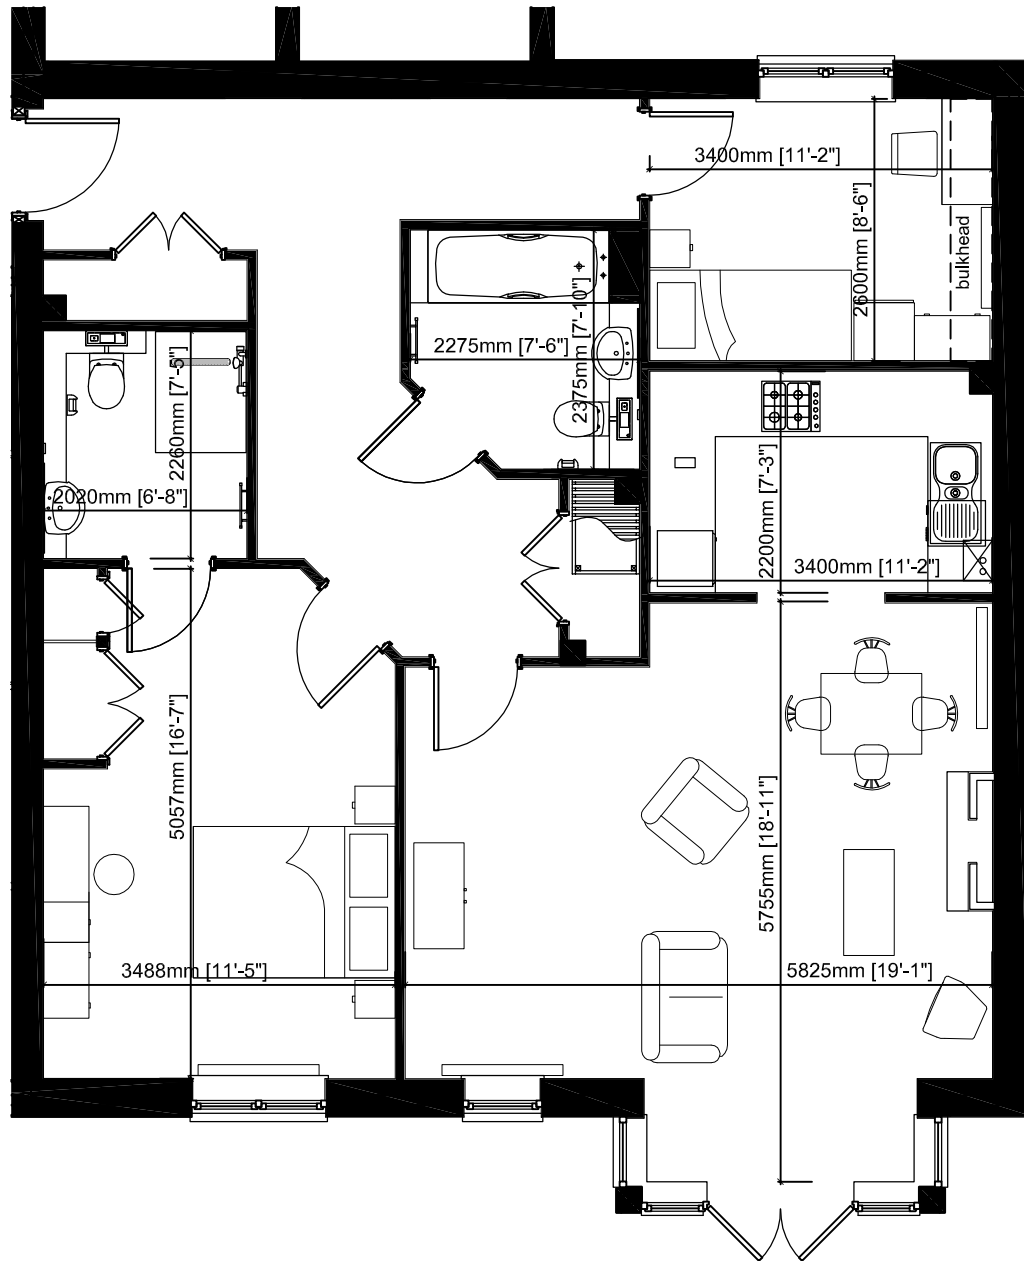 3400mm [11'-2"]
2600mm [8'-6"]
bulkhead
2275mm [7'-6"]
2375mm [7'-10"]
2260mm [7'-5"]
2020mm [6'-8"]
2200mm [7'-3"]
3400mm [11'-2"]
5057mm [16'-7"]
5755mm [18'-11"]
3488mm [11'-5"]
5825mm [19'-1"]